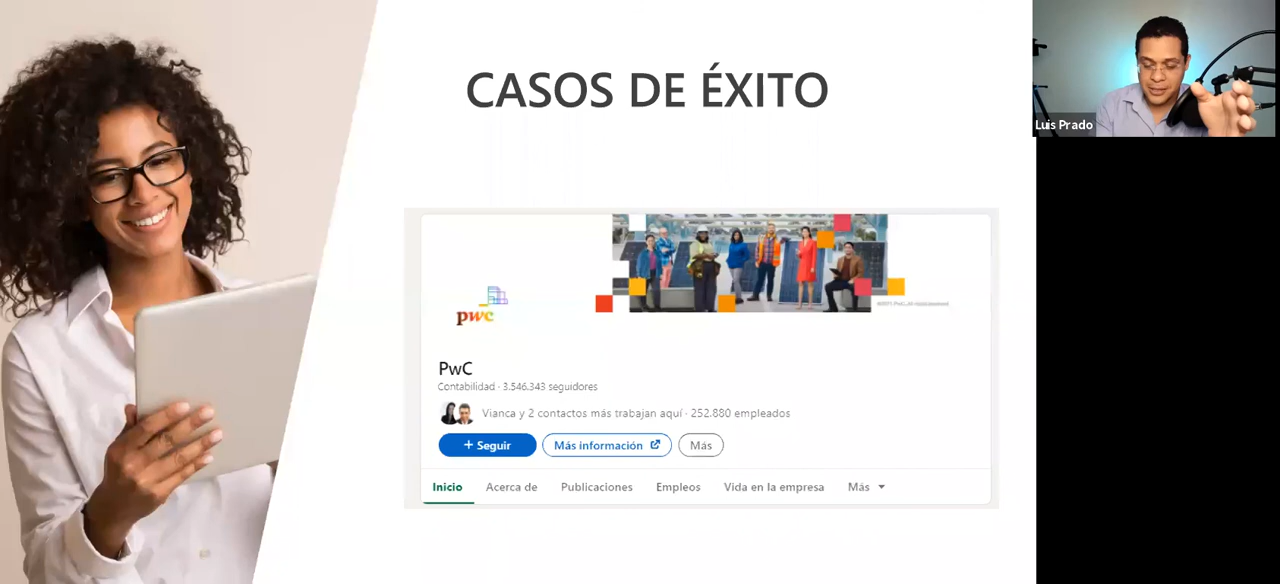 CASOS DE ÉXITO
Luis Prado
pwc
PwC
Contabilidad · 3.546.343 seguidores
Vianca y 2 contactos más trabajan aquí · 252.880 empleados
+ Seguir
Más información
Más
Inicio
Acerca de
Publicaciones
Empleos
Vida en la empresa
Más